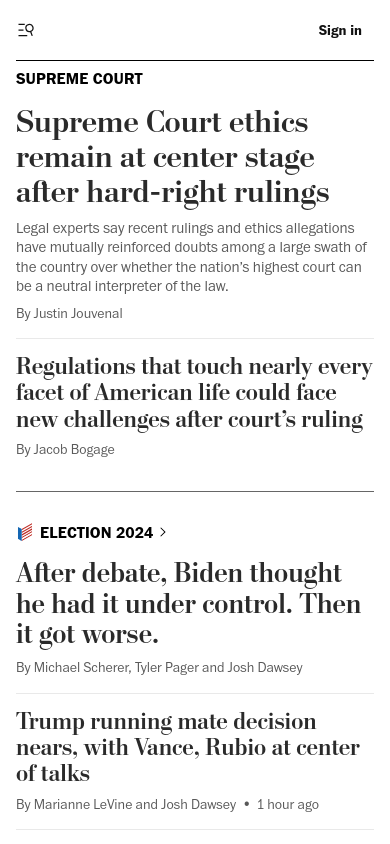 Sign in
SUPREME COURT
Supreme Court ethics
remain at center stage
after hard-right rulings
Legal experts say recent rulings and ethics allegations
have mutually reinforced doubts among a large swath of
the country over whether the nation's highest court can
be a neutral interpreter of the law.
By Justin Jouvenal
Regulations that touch nearly every
facet of American life could face
new challenges after court’s ruling
By Jacob Bogage
ELECTION 2024
After debate, Biden thought
he had it under control. Then
it got worse.
By Michael Scherer, Tyler Pager and Josh Dawsey
Trump running mate decision
nears, with Vance, Rubio at center
of talks
By Marianne LeVine and Josh Dawsey • 1 hour ago